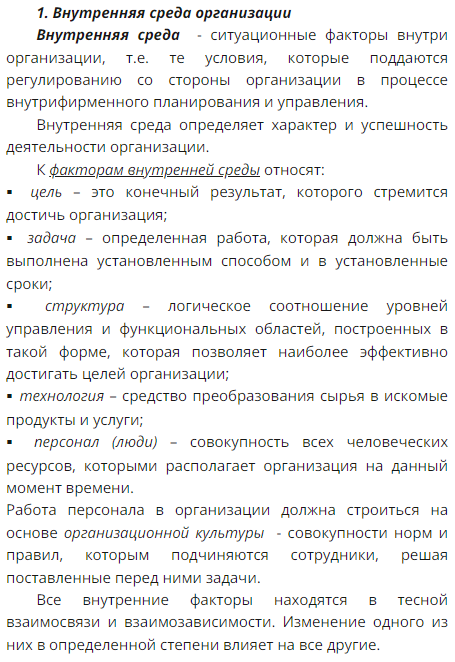 1. Внутренняя среда организации
Внутренняя среда - ситуационные факторы внутри
организации, т.е. те условия, которые поддаются
регулированию со стороны организации в процессе
внутрифирменного планирования и управления.
Внутренняя среда определяет характер и успешность
деятельности организации.
К факторам внутренней среды относят:
▪ цель – это конечный результат, которого стремится
достичь организация;
▪ задача – определенная работа, которая должна быть
выполнена установленным способом и в установленные
сроки;
▪ структура – логическое соотношение уровней
управления и функциональных областей, построенных в
такой форме, которая позволяет наиболее эффективно
достигать целей организации;
▪ технология – средство преобразования сырья в искомые
продукты и услуги;
▪ персонал (люди) – совокупность всех человеческих
ресурсов, которыми располагает организация на данный
момент времени.
Работа персонала в организации должна строиться на
основе организационной культуры - совокупности норм и
правил, которым подчиняются сотрудники, решая
поставленные перед ними задачи.
Все внутренние факторы находятся в тесной
взаимосвязи и взаимозависимости. Изменение одного из
них в определенной степени влияет на все другие.